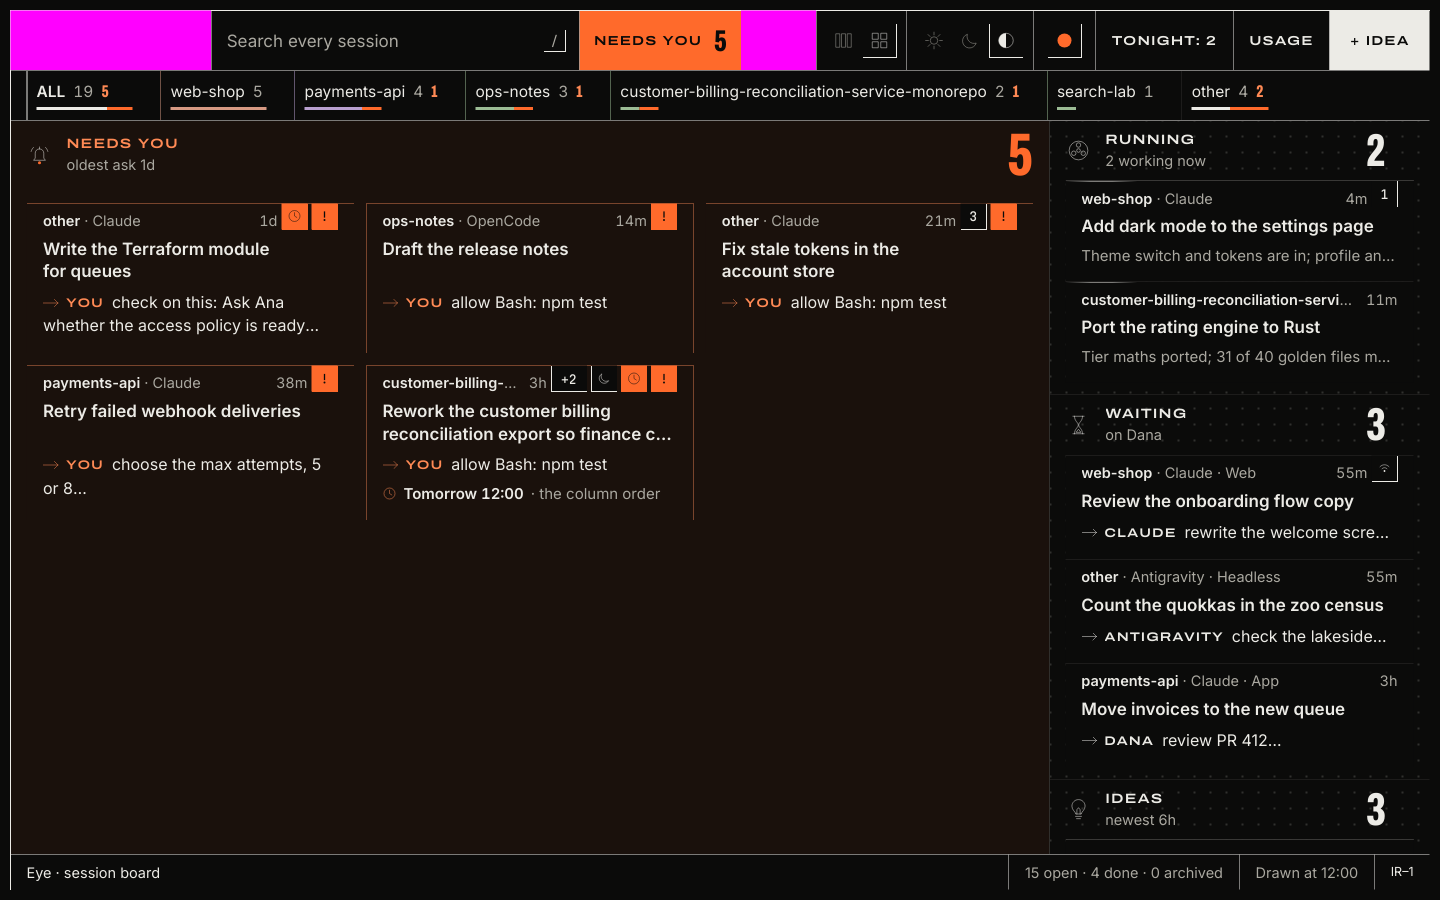 Search every session /
NEEDS YOU 5
TONIGHT: 2
USAGE
+ IDEA
ALL 19 5
web-shop 5
payments-api 4 1
ops-notes 3 1
customer-billing-reconciliation-service-monorepo 2 1
search-lab 1
other 4 2
NEEDS YOU
oldest ask 1d
5
other · Claude 1d !
Write the Terraform module
for queues
→ YOU check on this: Ask Ana
whether the access policy is ready...
ops-notes · OpenCode 14m !
Draft the release notes
→ YOU allow Bash: npm test
other · Claude 21m 3 !
Fix stale tokens in the
account store
→ YOU allow Bash: npm test
payments-api · Claude 38m !
Retry failed webhook deliveries
→ YOU choose the max attempts, 5
or 8...
customer-billing-... 3h +2 !
Rework the customer billing
reconciliation export so finance c...
→ YOU allow Bash: npm test
Tomorrow 12:00 · the column order
RUNNING
2 working now
2
web-shop · Claude 4m 1
Add dark mode to the settings page
Theme switch and tokens are in; profile an...
customer-billing-reconciliation-servi... 11m
Port the rating engine to Rust
Tier maths ported; 31 of 40 golden files m...
WAITING
on Dana
3
web-shop · Claude · Web 55m
Review the onboarding flow copy
→ CLAUDE rewrite the welcome scre...
other · Antigravity · Headless 55m
Count the quokkas in the zoo census
→ ANTIGRAVITY check the lakeside...
payments-api · Claude · App 3h
Move invoices to the new queue
→ DANA review PR 412...
IDEAS
newest 6h
3
Eye · session board
15 open · 4 done · 0 archived
Drawn at 12:00
IR-1